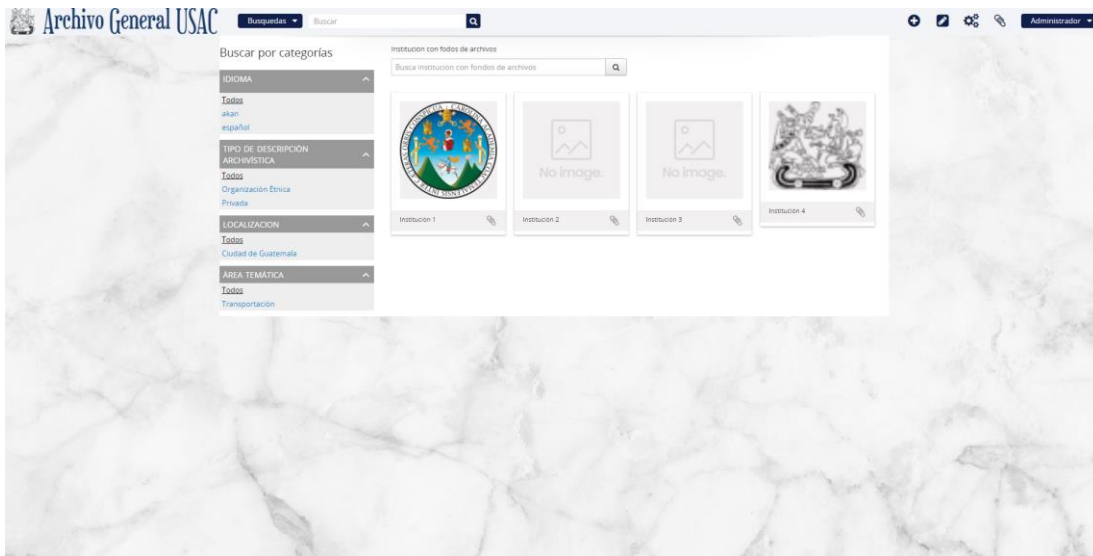 Archivo General USAC
Busquedas
Buscar
Administrador
Buscar por categorías
IDIOMA
Todos
akan
español
TIPO DE DESCRIPCIÓN
ARCHIVÍSTICA
Todos
Organización Étnica
Privada
LOCALIZACION
Todos
Ciudad de Guatemala
ÁREA TEMÁTICA
Todos
Transportación
Institución con fodos de archivos
Busca institución con fondos de archivos
No image.
No image.
Institución 1
Institución 2
Institución 3
Institución 4